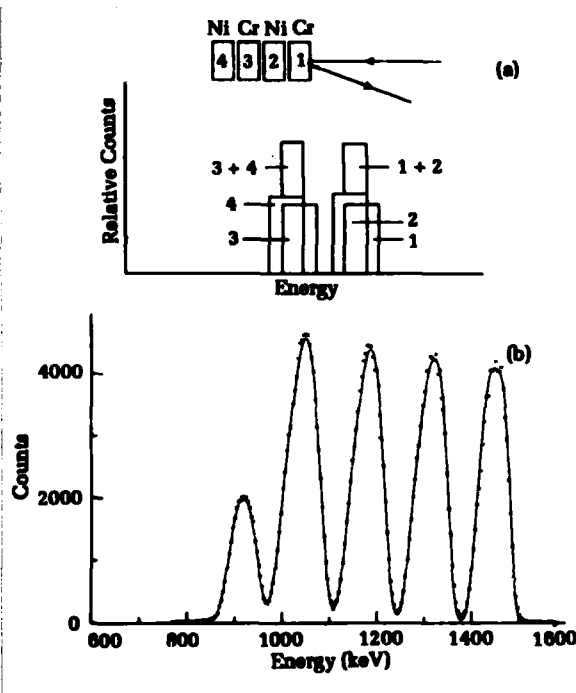 Ni Cr Ni Cr
4 3 2 1
(a)
Relative Counts
3 + 4
1 + 2
4
2
3
1
Energy
(b)
4000
Counts
2000
0
600 800 1000 1200 1400 1600
Energy (keV)